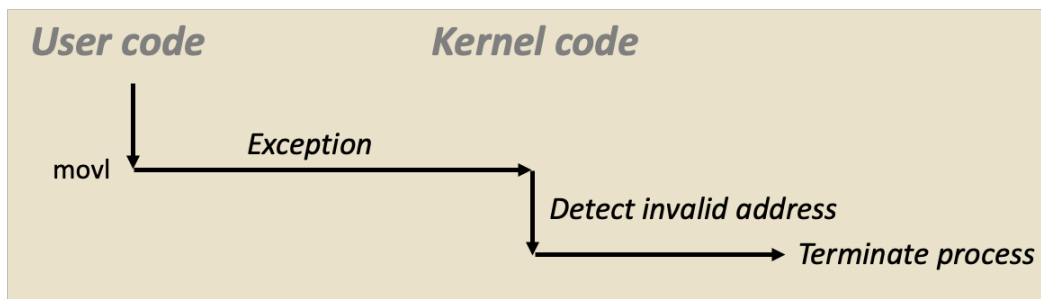 User code
Kernel code
Exception
movl
Detect invalid address
Terminate process